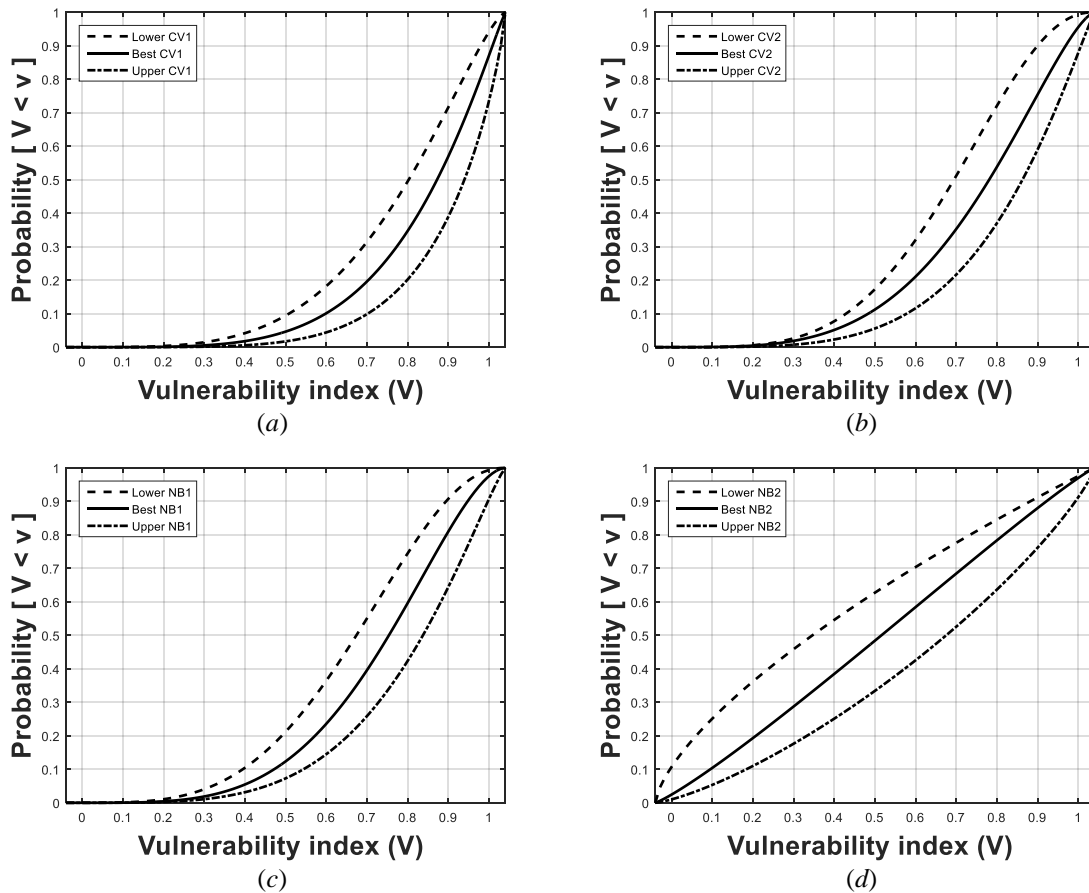 Probability [ V < v ]
1
0.9
0.8
0.7
0.6
0.5
0.4
0.3
0.2
0.1
0
Lower CV1
Best CV1
Upper CV1
0 0.1 0.2 0.3 0.4 0.5 0.6 0.7 0.8 0.9 1
Vulnerability index (V)
(a)
Probability [ V < v ]
1
0.9
0.8
0.7
0.6
0.5
0.4
0.3
0.2
0.1
0
Lower CV2
Best CV2
Upper CV2
0 0.1 0.2 0.3 0.4 0.5 0.6 0.7 0.8 0.9 1
Vulnerability index (V)
(b)
Probability [ V < v ]
1
0.9
0.8
0.7
0.6
0.5
0.4
0.3
0.2
0.1
0
Lower NB1
Best NB1
Upper NB1
0 0.1 0.2 0.3 0.4 0.5 0.6 0.7 0.8 0.9 1
Vulnerability index (V)
(c)
Probability [ V < v ]
1
0.9
0.8
0.7
0.6
0.5
0.4
0.3
0.2
0.1
0
Lower NB2
Best NB2
Upper NB2
0 0.1 0.2 0.3 0.4 0.5 0.6 0.7 0.8 0.9 1
Vulnerability index (V)
(d)